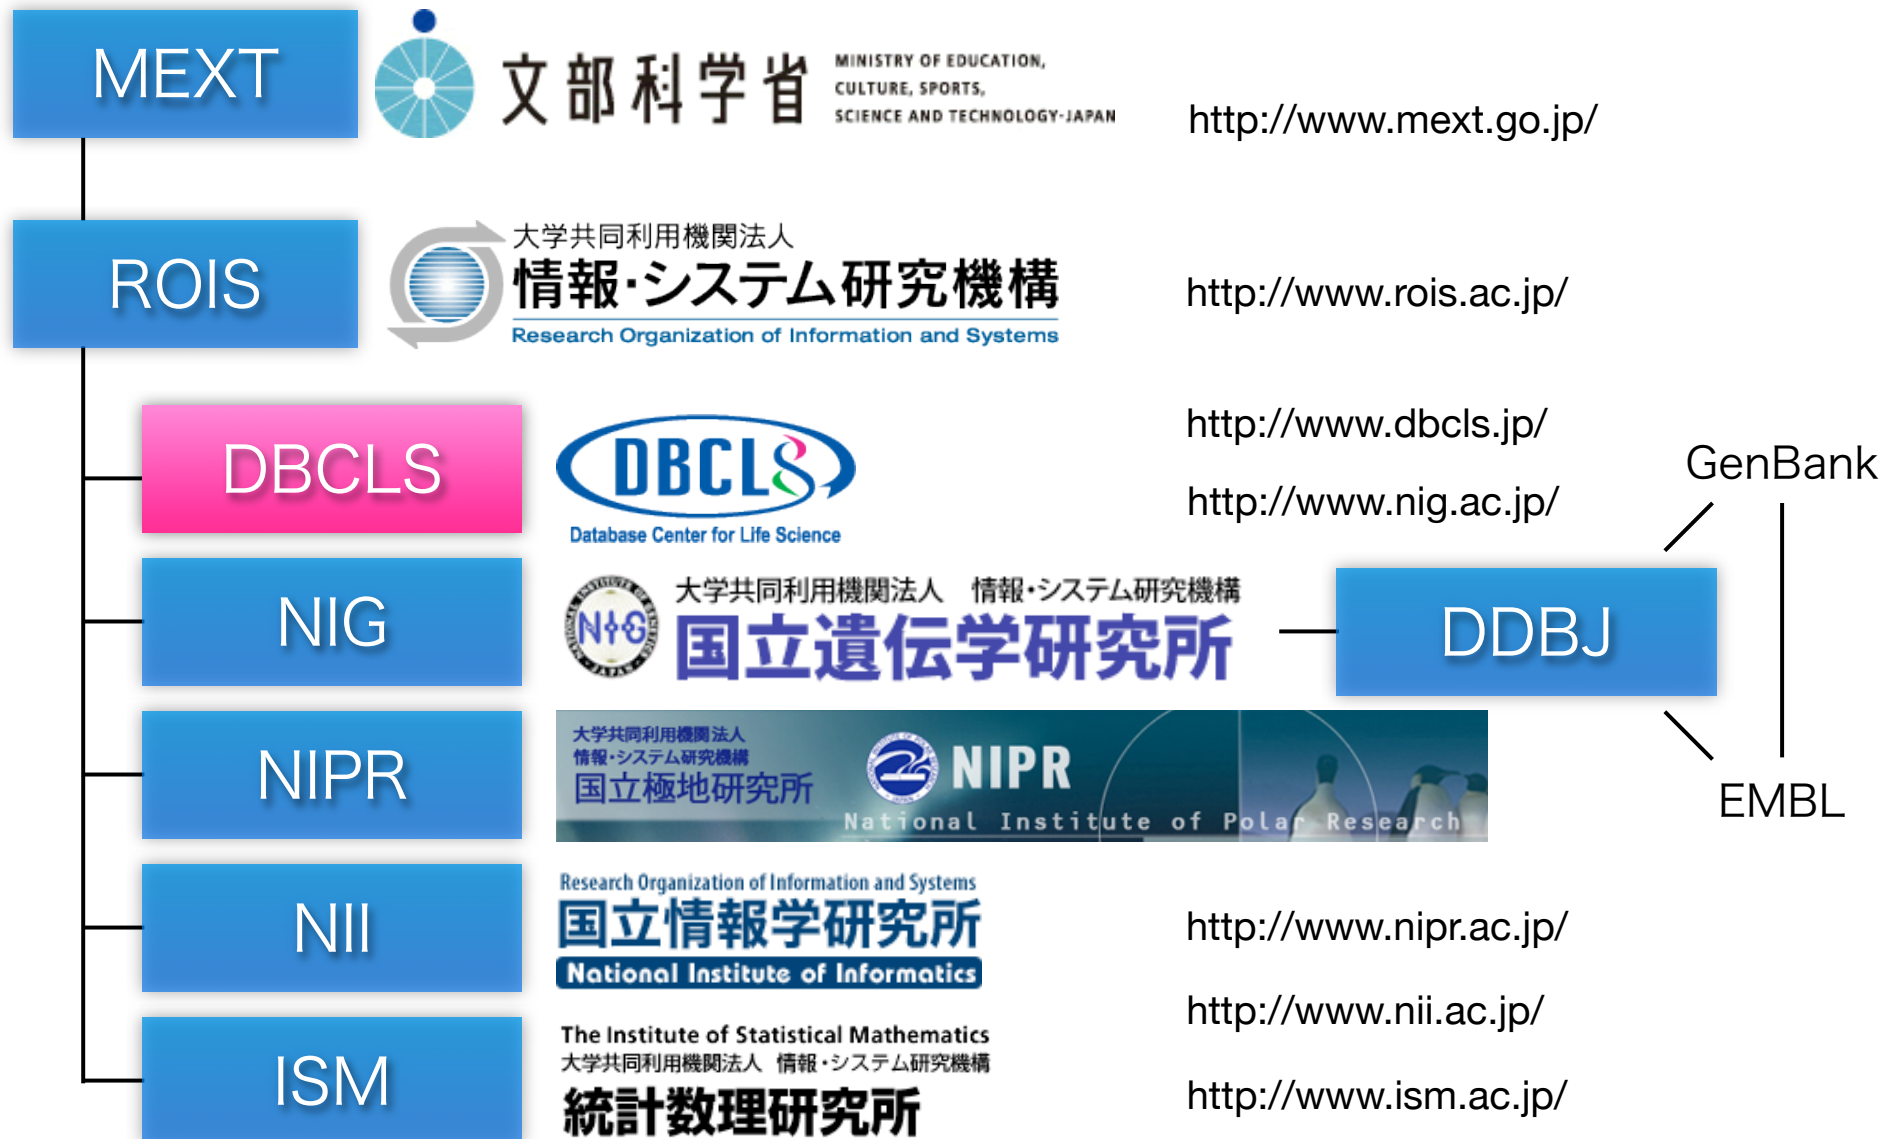 MEXT
文部科学省
MINISTRY OF EDUCATION,
CULTURE, SPORTS,
SCIENCE AND TECHNOLOGY-JAPAN
http://www.mext.go.jp/
ROIS
大学共同利用機関法人
情報・システム研究機構
Research Organization of Information and Systems
http://www.rois.ac.jp/
DBCLS
DBCLS
Database Center for Life Science
http://www.dbcls.jp/
http://www.nig.ac.jp/
GenBank
NIG
NATIONAL INSTITUTE OF GENETICS
JAPAN
NIG
大学共同利用機関法人 情報・システム研究機構
国立遺伝学研究所
DDBJ
EMBL
NIPR
大学共同利用機関法人
情報・システム研究機構
国立極地研究所
NIPR
National Institute of Polar Research
NII
Research Organization of Information and Systems
国立情報学研究所
National Institute of Informatics
http://www.nipr.ac.jp/
http://www.nii.ac.jp/
ISM
The Institute of Statistical Mathematics
大学共同利用機関法人 情報・システム研究機構
統計数理研究所
http://www.ism.ac.jp/